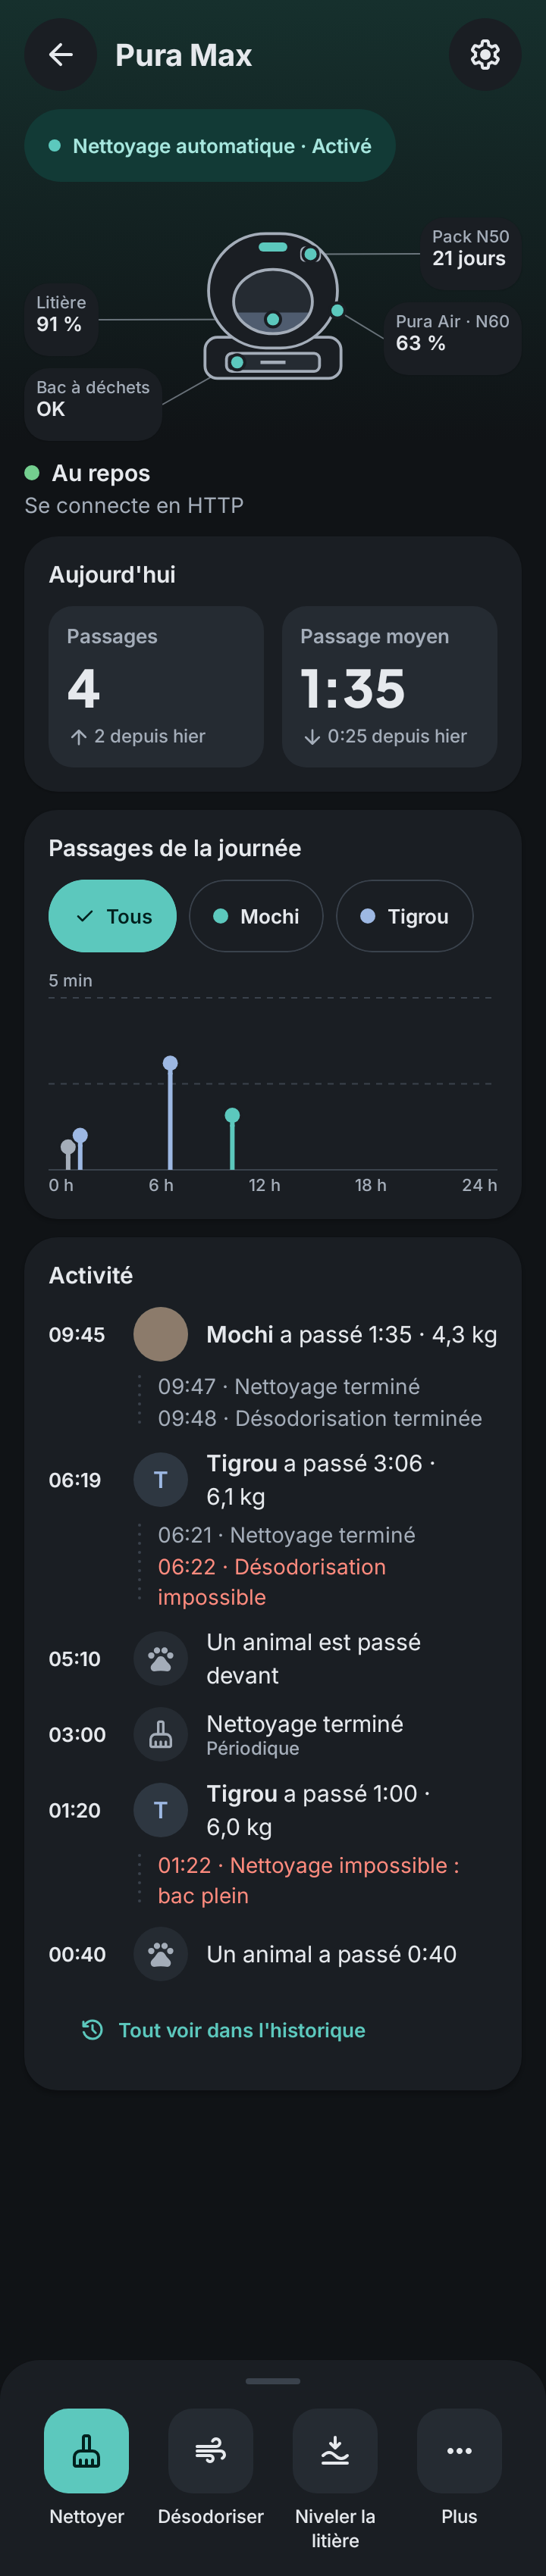 Pura Max
Nettoyage automatique · Activé
Pack N50
21 jours
Litière
91 %
Pura Air · N60
63 %
Bac à déchets
OK
Au repos
Se connecte en HTTP
Aujourd'hui
Passages
4
2 depuis hier
Passage moyen
1:35
0:25 depuis hier
Passages de la journée
Tous
Mochi
Tigrou
5 min
0 h
6 h
12 h
18 h
24 h
Activité
09:45
Mochi a passé 1:35 · 4,3 kg
09:47 · Nettoyage terminé
09:48 · Désodorisation terminée
06:19
T
Tigrou a passé 3:06 ·
6,1 kg
06:21 · Nettoyage terminé
06:22 · Désodorisation
impossible
05:10
Un animal est passé
devant
03:00
Nettoyage terminé
Périodique
01:20
T
Tigrou a passé 1:00 ·
6,0 kg
01:22 · Nettoyage impossible :
bac plein
00:40
Un animal a passé 0:40
Tout voir dans l'historique
Nettoyer
Désodoriser
Niveler la
litière
Plus